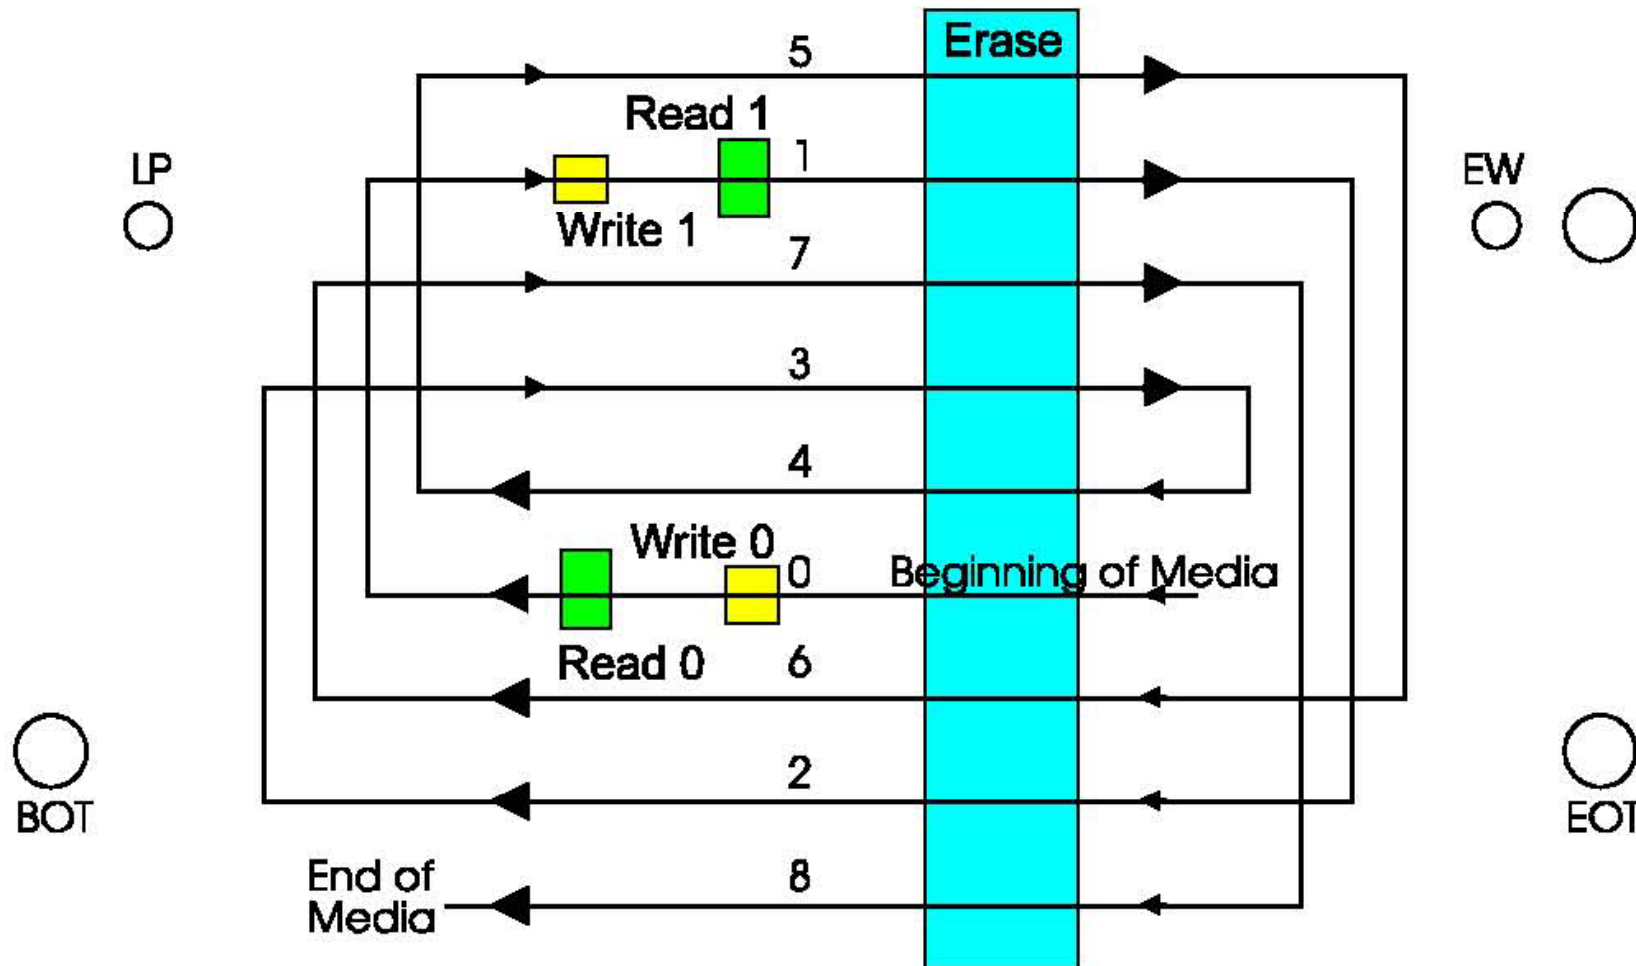 5
Erase
Read 1
1
LP
EW
Write 1
7
3
4
Write 0
0
Beginning of Media
Read 0
6
2
BOT
EOT
8
End of
Media